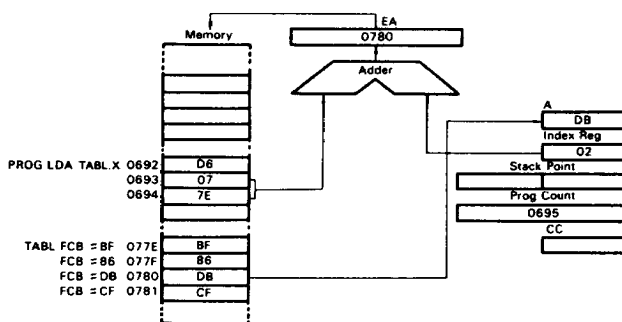 EA
Memory
0780
Adder
A
DB
Index Reg
02
Stack Point
Prog Count
0695
CC
PROG LDA TABL.X 0692 D6
0693 07
0694 7E
TABL FCB = BF 077E BF
FCB = 86 077F 86
FCB = DB 0780 DB
FCB = CF 0781 CF